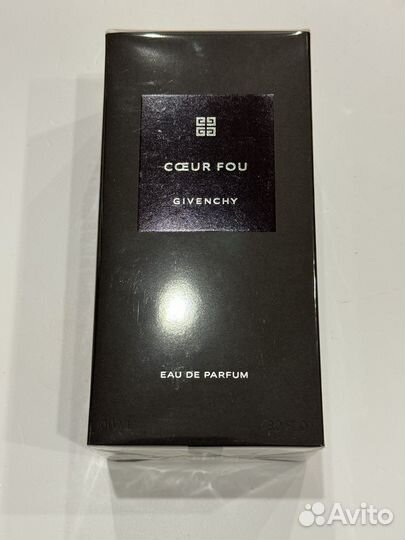 CŒUR FOU
GIVENCHY
EAU DE PARFUM
Avito